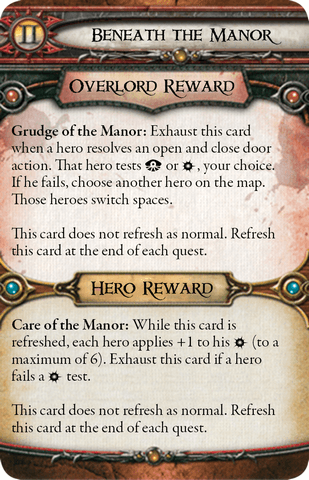 II
Beneath the Manor
Overlord Reward
Grudge of the Manor: Exhaust this card
when a hero resolves an open and close door
action. That hero tests or , your choice.
If he fails, choose another hero on the map.
Those heroes switch spaces.
This card does not refresh as normal. Refresh
this card at the end of each quest.
Hero Reward
Care of the Manor: While this card is
refreshed, each hero applies +1 to his (to a
maximum of 6). Exhaust this card if a hero
fails a test.
This card does not refresh as normal. Refresh
this card at the end of each quest.